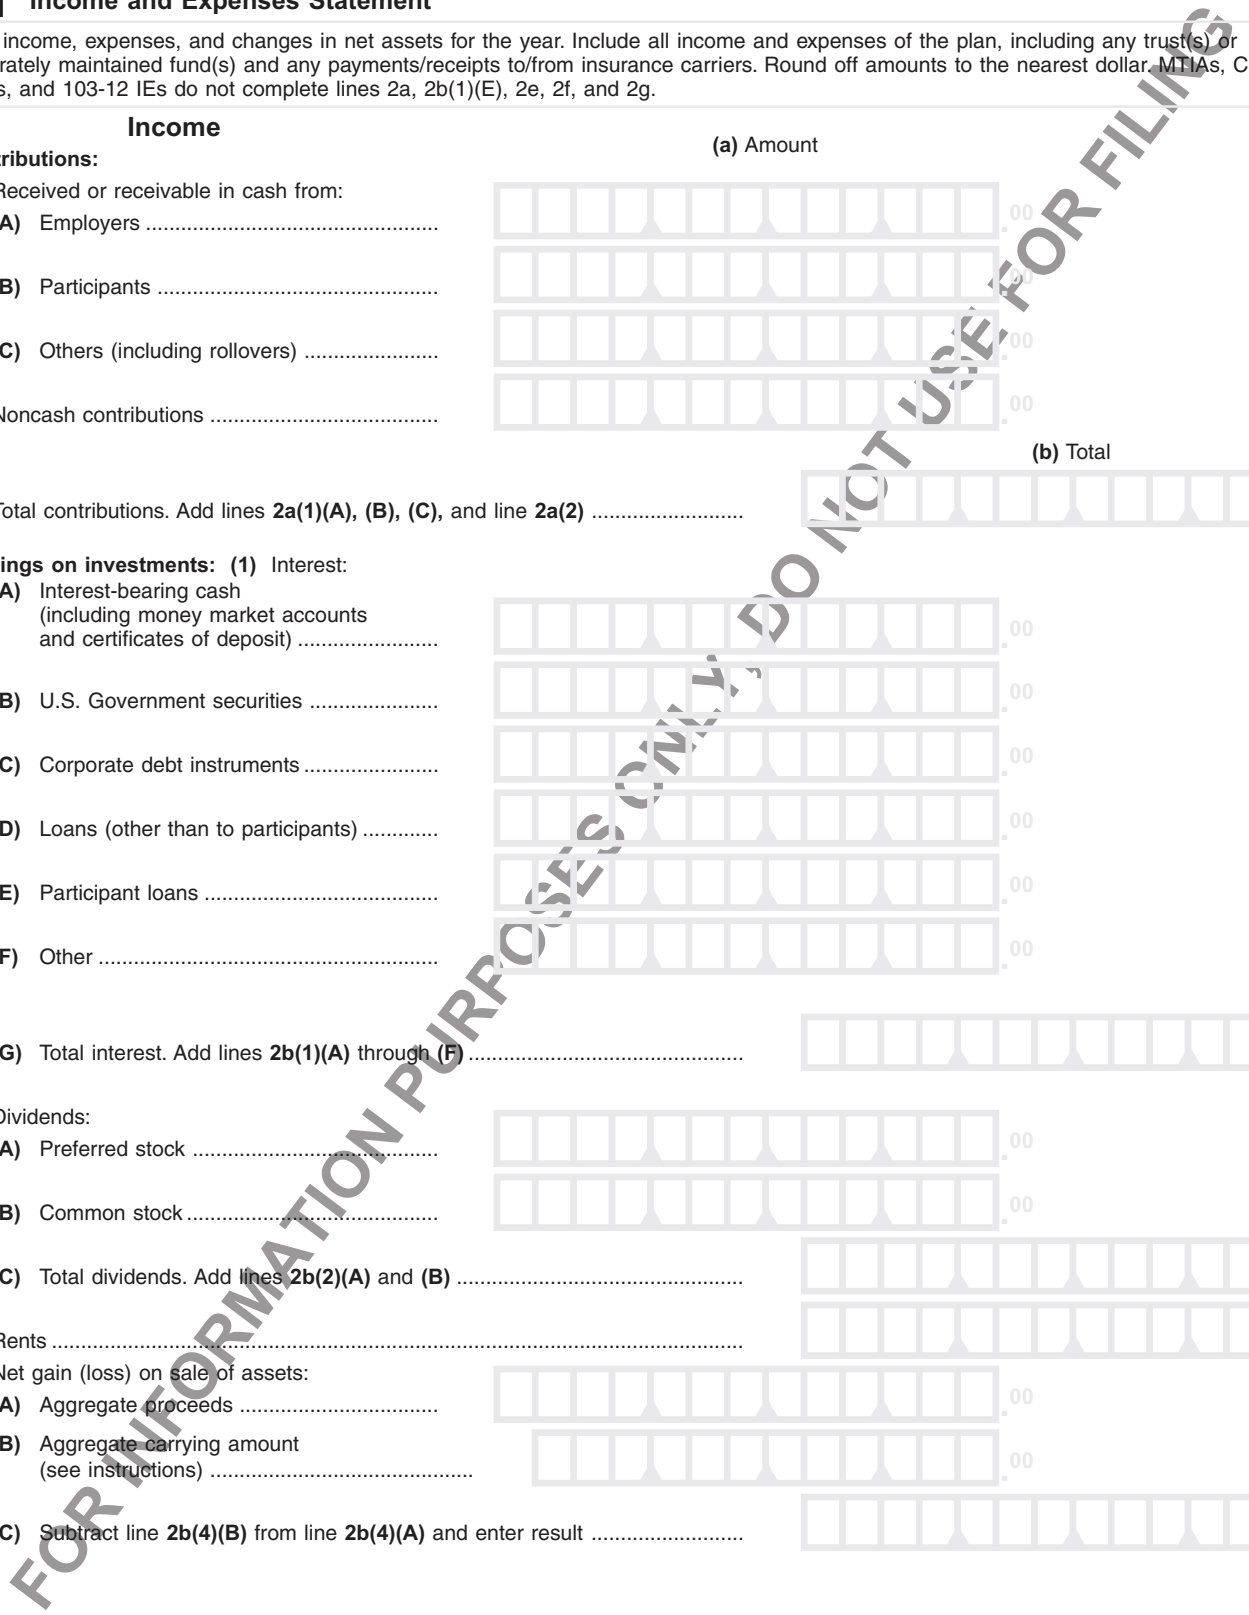 Income and Expenses Statement
income, expenses, and changes in net assets for the year. Include all income and expenses of the plan, including any trust(s) or
rately maintained fund(s) and any payments/receipts to/from insurance carriers. Round off amounts to the nearest dollar. MTIAs, C
s, and 103-12 IEs do not complete lines 2a, 2b(1)(E), 2e, 2f, and 2g.
Income
(a) Amount
tributions:
Received or receivable in cash from:
A) Employers .00
B) Participants .00
C) Others (including rollovers) .00
Noncash contributions .00
(b) Total
Total contributions. Add lines 2a(1)(A), (B), (C), and line 2a(2)
ings on investments: (1) Interest:
A) Interest-bearing cash
(including money market accounts
and certificates of deposit) .00
B) U.S. Government securities .00
C) Corporate debt instruments .00
D) Loans (other than to participants) .00
E) Participant loans .00
F) Other .00
G) Total interest. Add lines 2b(1)(A) through (F)
Dividends:
A) Preferred stock .00
B) Common stock .00
C) Total dividends. Add lines 2b(2)(A) and (B)
Rents
Net gain (loss) on sale of assets:
A) Aggregate proceeds .00
B) Aggregate carrying amount
(see instructions) .00
C) Subtract line 2b(4)(B) from line 2b(4)(A) and enter result
FOR INFORMATION PURPOSES ONLY, DO NOT USE FOR FILING